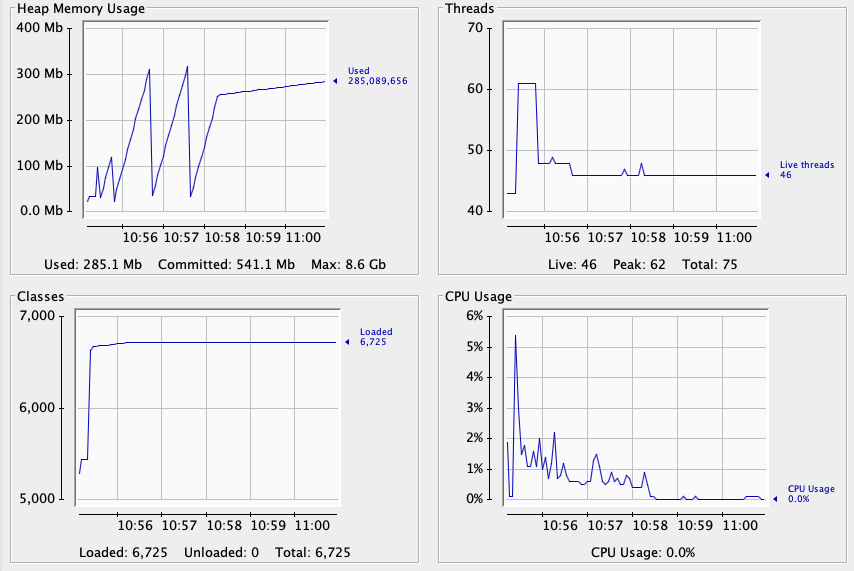 Heap Memory Usage
400 Mb
300 Mb
200 Mb
100 Mb
0.0 Mb
Used
285,089,656
10:56 10:57 10:58 10:59 11:00
Used: 285.1 Mb Committed: 541.1 Mb Max: 8.6 Gb
Threads
70
60
50
40
Live threads
46
10:56 10:57 10:58 10:59 11:00
Live: 46 Peak: 62 Total: 75
Classes
7,000
6,000
5,000
Loaded
6,725
10:56 10:57 10:58 10:59 11:00
Loaded: 6,725 Unloaded: 0 Total: 6,725
CPU Usage
6%
5%
4%
3%
2%
1%
0%
CPU Usage
0.0%
10:56 10:57 10:58 10:59 11:00
CPU Usage: 0.0%